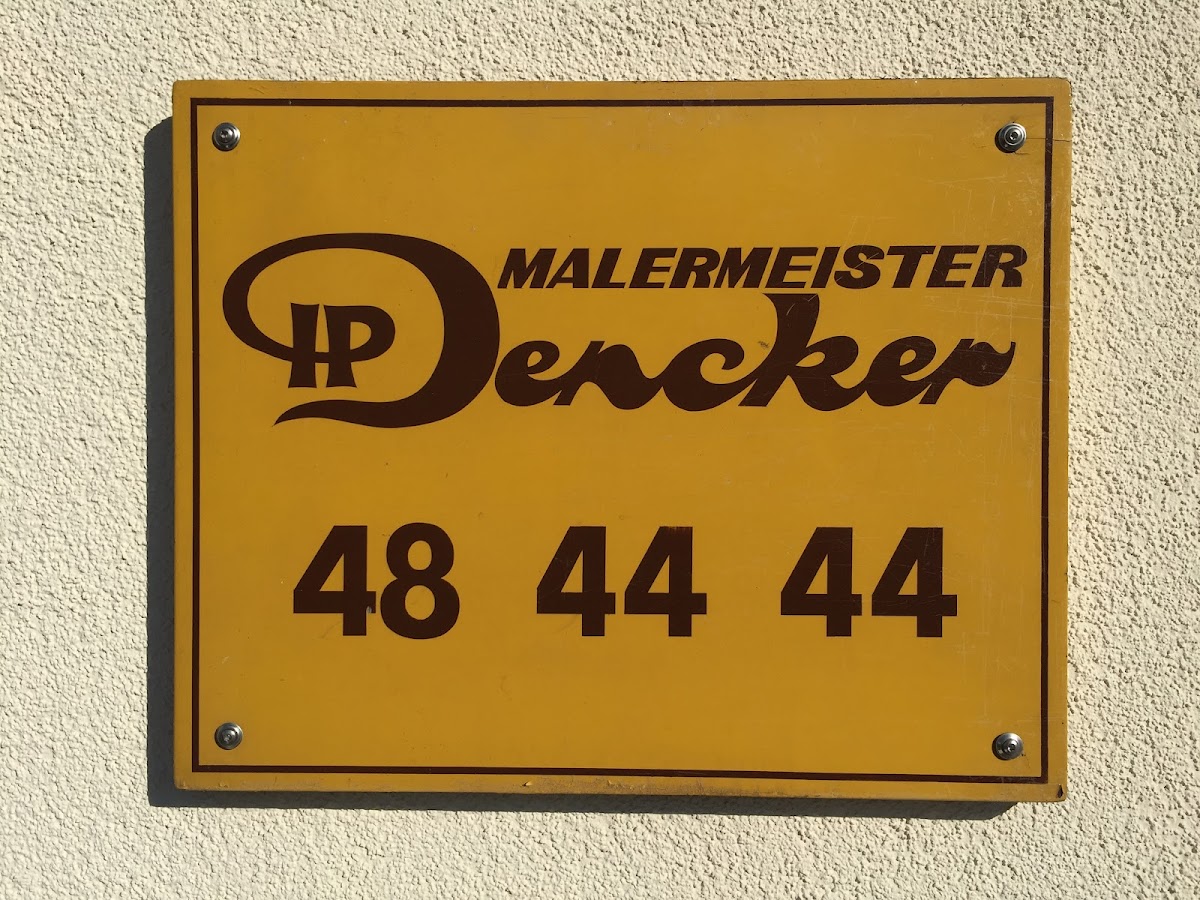 MALERMEISTER
HP Dencker
48 44 44